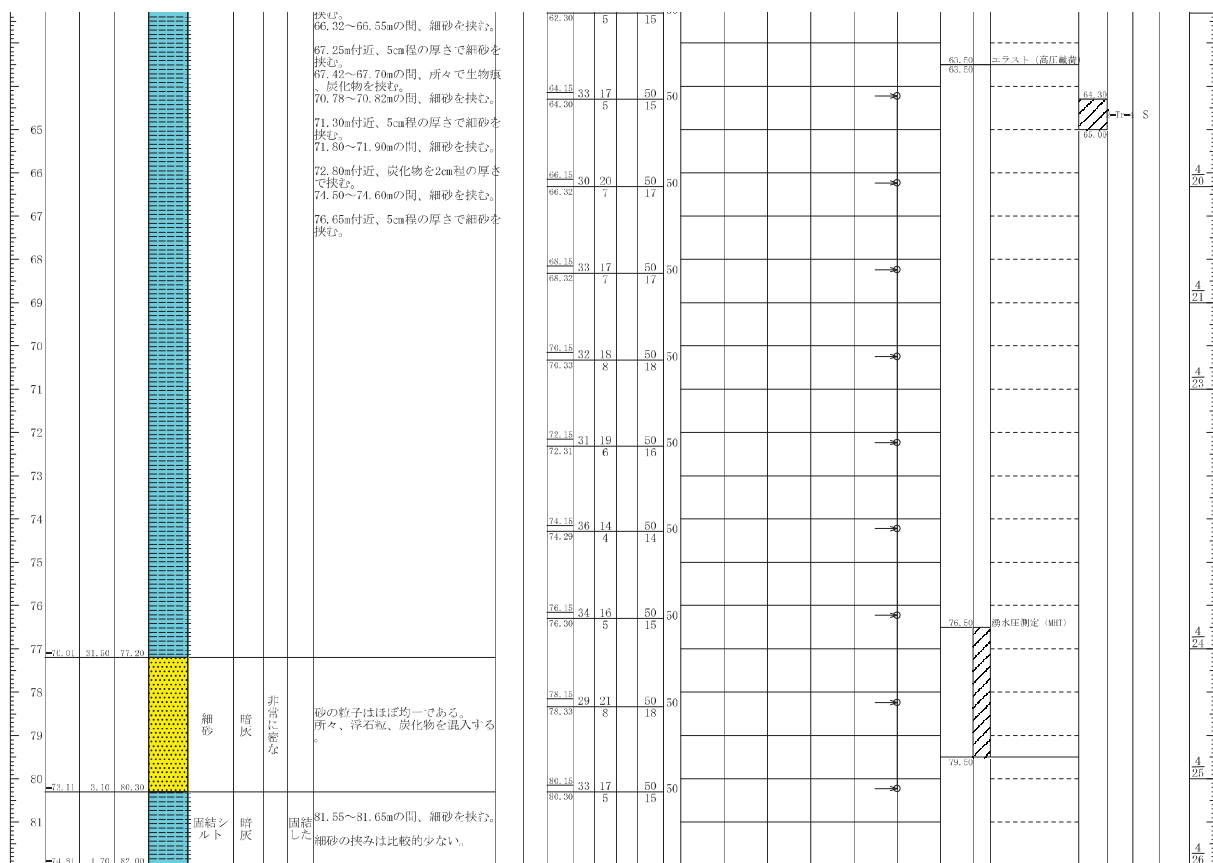 挟む。
66.32～66.55mの間、細砂を挟む。
67.25m付近、5cm程の厚さで細砂を
挟む。
67.42～67.70mの間、所々で生物痕
、炭化物を挟む。
70.78～70.82mの間、細砂を挟む。
71.30m付近、5cm程の厚さで細砂を
挟む。
71.80～71.90mの間、細砂を挟む。
72.80m付近、炭化物を2cm程の厚さ
で挟む。
74.50～74.60mの間、細砂を挟む。
76.65m付近、5cm程の厚さで細砂を
挟む。
65
66
67
68
69
70
71
72
73
74
75
76
77
78
79
80
81
-70.01 31.50 77.20
細砂
暗灰
非常に密な
砂の粒子はほぼ均一である。
所々、浮石粒、炭化物を混入する
。
-73.11 3.10 80.30
固結シルト
暗灰
固結した
81.55～81.65mの間、細砂を挟む。
細砂の挟みは比較的少ない。
-74.81 1.70 82.00
62.30 5 15
64.15 33 17 50 50
64.30 5 15
66.15 30 20 50 50
66.32 7 17
68.15 33 17 50 50
68.32 7 17
70.15 32 18 50 50
70.33 8 18
72.15 31 19 50 50
72.31 6 16
74.15 36 14 50 50
74.29 4 14
76.15 34 16 50 50
76.30 5 15
78.15 29 21 50 50
78.33 8 18
80.15 33 17 50 50
80.30 5 15
63.50 エラスト（高圧載荷）
63.50
76.50 湧水圧測定（MHT）
79.50
64.30
Tr- S
65.00
4
20
4
21
4
23
4
24
4
25
4
26